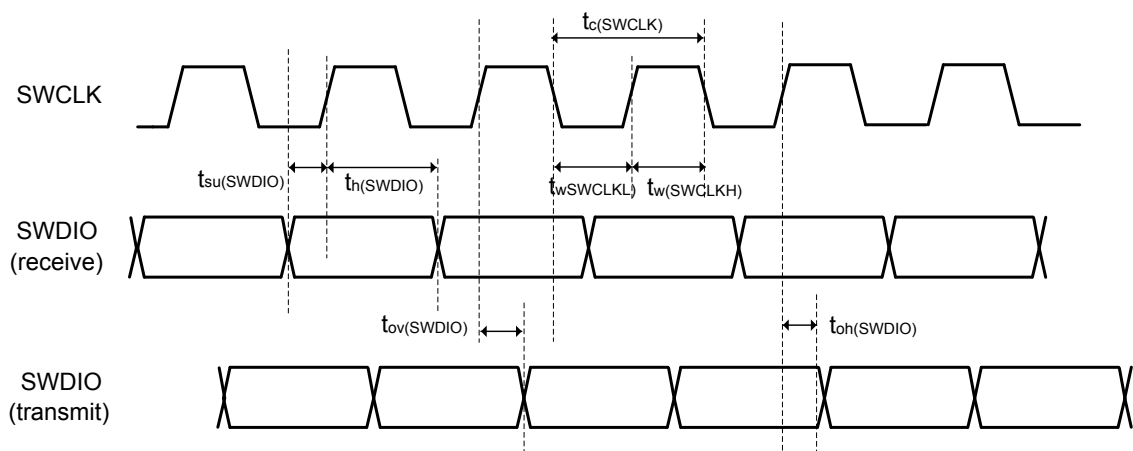 tc(SWCLK)
SWCLK
tsu(SWDIO)
th(SWDIO)
twSWCLKL)
tw(SWCLKH)
SWDIO
(receive)
tov(SWDIO)
toh(SWDIO)
SWDIO
(transmit)